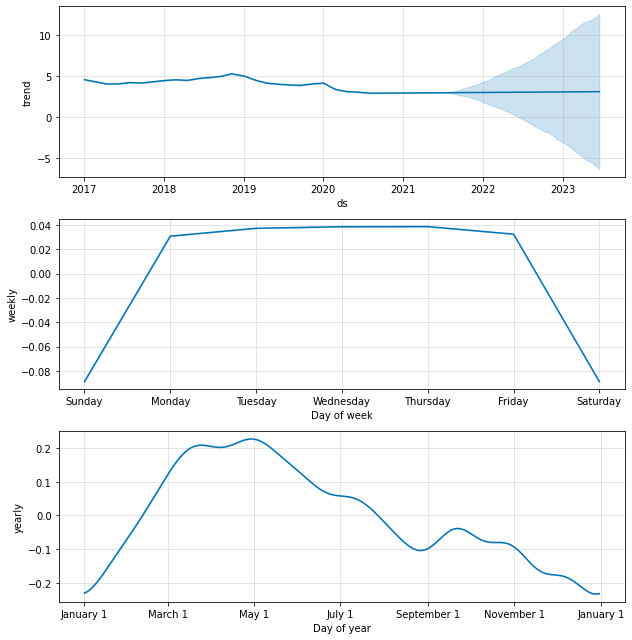 10
5
0
−5
trend
2017 2018 2019 2020 2021 2022 2023
ds
0.04
0.02
0.00
−0.02
−0.04
−0.06
−0.08
weekly
Sunday Monday Tuesday Wednesday Thursday Friday Saturday
Day of week
0.2
0.1
0.0
−0.1
−0.2
yearly
January 1 March 1 May 1 July 1 September 1 November 1 January 1
Day of year